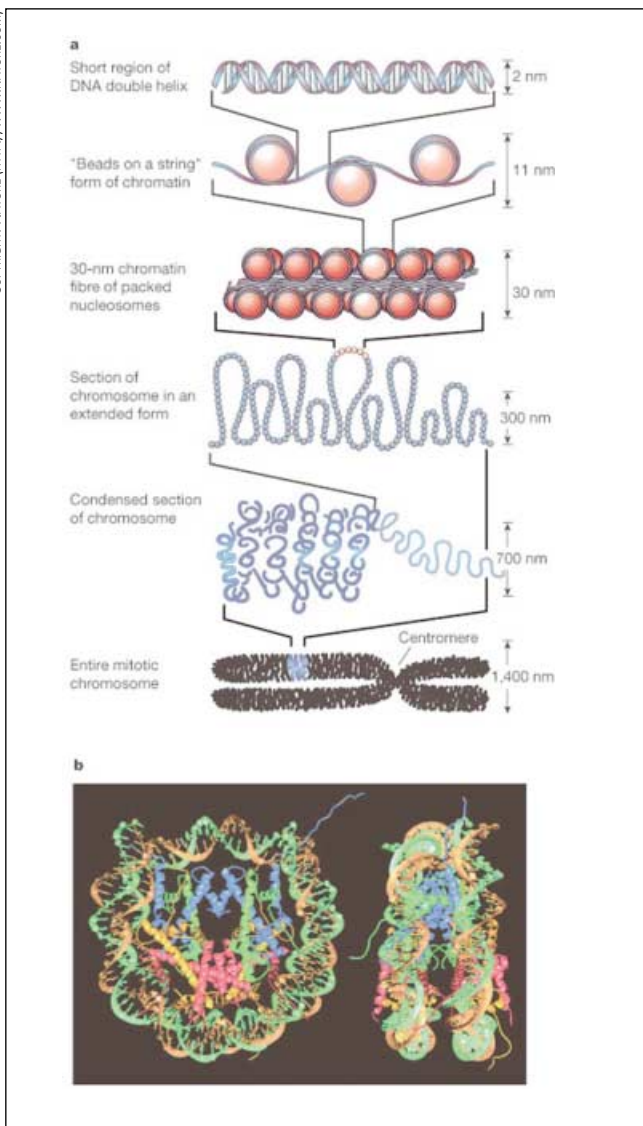 a
Short region of
DNA double helix
2 nm
"Beads on a string"
form of chromatin
11 nm
30-nm chromatin
fibre of packed
nucleosomes
30 nm
Section of
chromosome in an
extended form
300 nm
Condensed section
of chromosome
700 nm
Centromere
Entire mitotic
chromosome
1,400 nm
b